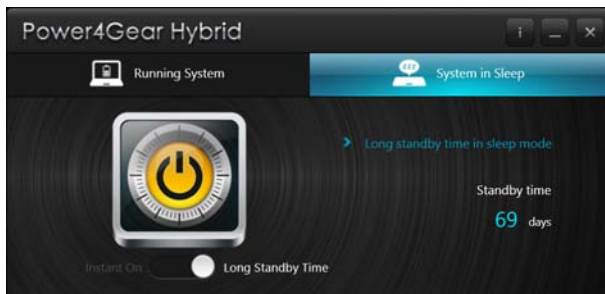 Power4Gear Hybrid
Running System
System in Sleep
Long standby time in sleep mode
Standby time
69 days
Instant On
Long Standby Time